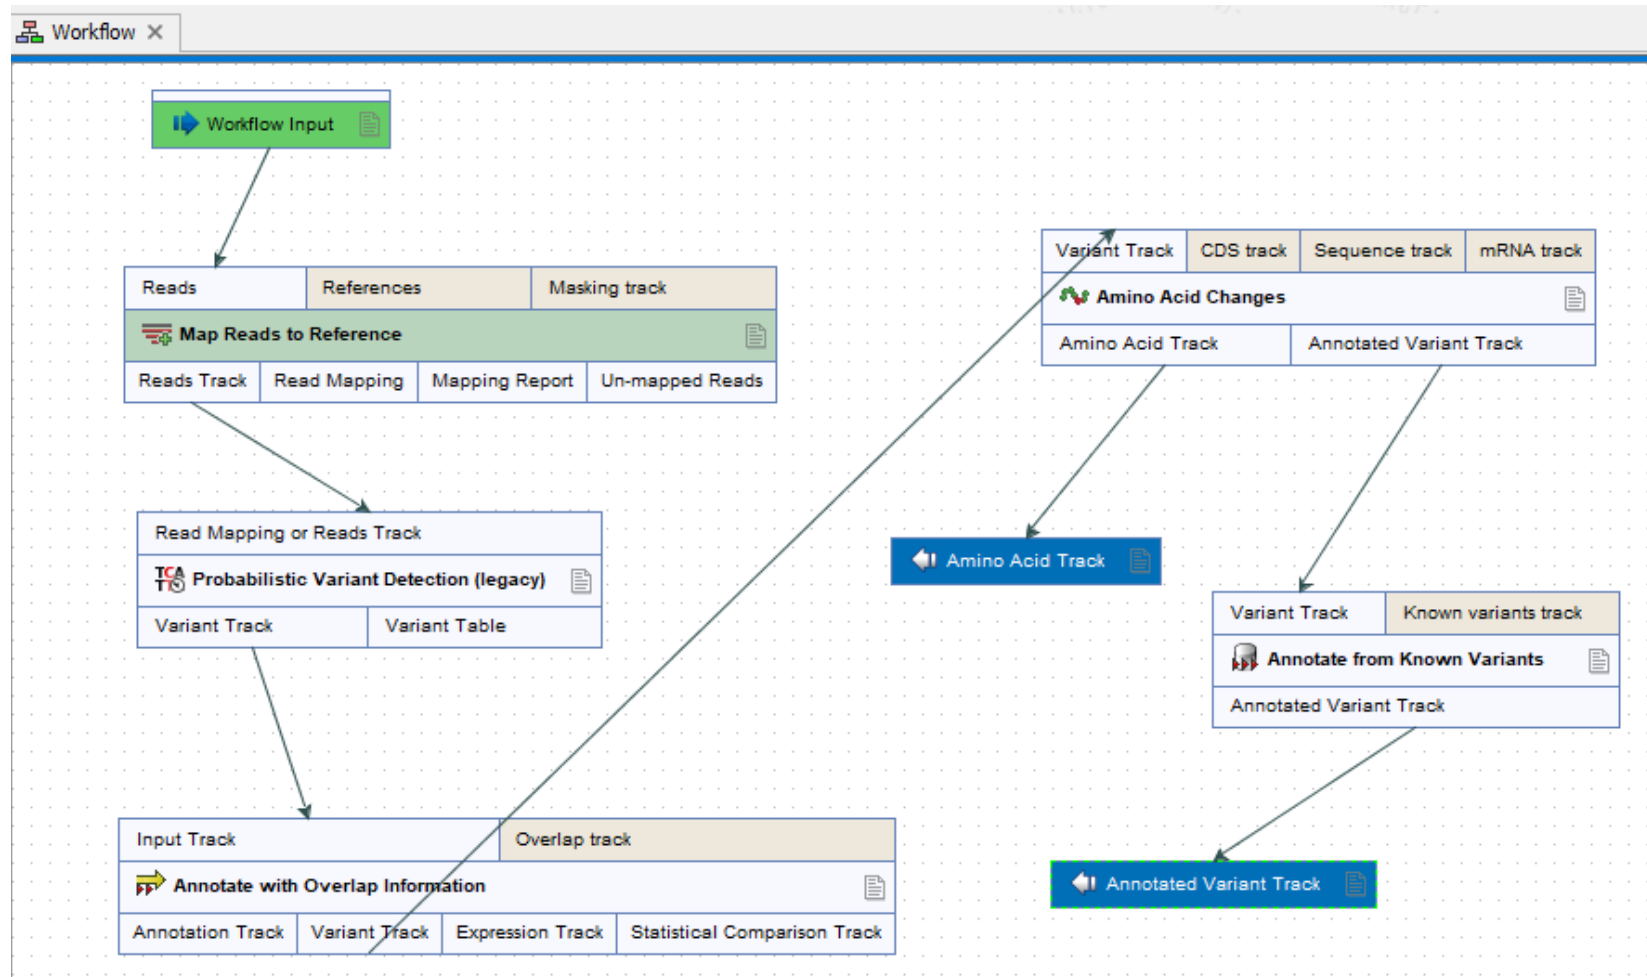 Workflow
Workflow Input
Reads References Masking track
Map Reads to Reference
Reads Track Read Mapping Mapping Report Un-mapped Reads
Read Mapping or Reads Track
Probabilistic Variant Detection (legacy)
Variant Track Variant Table
Input Track Overlap track
Annotate with Overlap Information
Annotation Track Variant Track Expression Track Statistical Comparison Track
Variant Track CDS track Sequence track mRNA track
Amino Acid Changes
Amino Acid Track Annotated Variant Track
Amino Acid Track
Variant Track Known variants track
Annotate from Known Variants
Annotated Variant Track
Annotated Variant Track